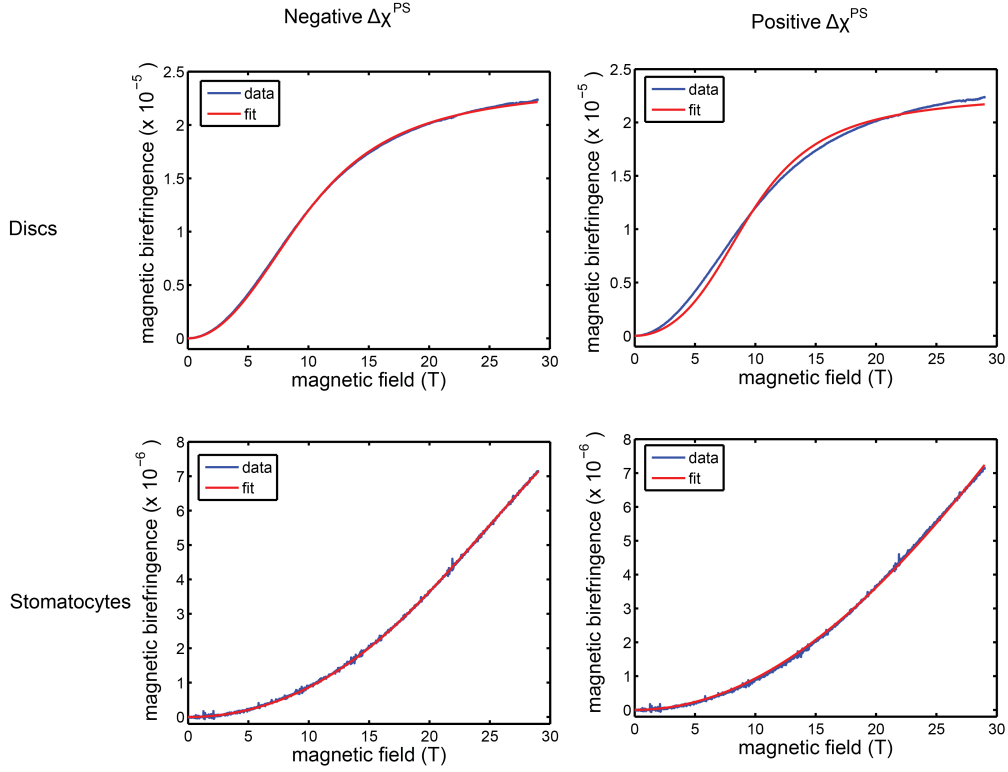 Negative Δχ^PS
Positive Δχ^PS
Discs
magnetic birefringence (x 10⁻⁵ )
2.5
2
1.5
1
0.5
0
data
fit
0 5 10 15 20 25 30
magnetic field (T)
magnetic birefringence (x 10⁻⁵ )
2.5
2
1.5
1
0.5
0
data
fit
0 5 10 15 20 25 30
magnetic field (T)
Stomatocytes
magnetic birefringence (x 10⁻⁶ )
8
7
6
5
4
3
2
1
0
data
fit
0 5 10 15 20 25 30
magnetic field (T)
magnetic birefringence (x 10⁻⁶ )
8
7
6
5
4
3
2
1
0
data
fit
0 5 10 15 20 25 30
magnetic field (T)